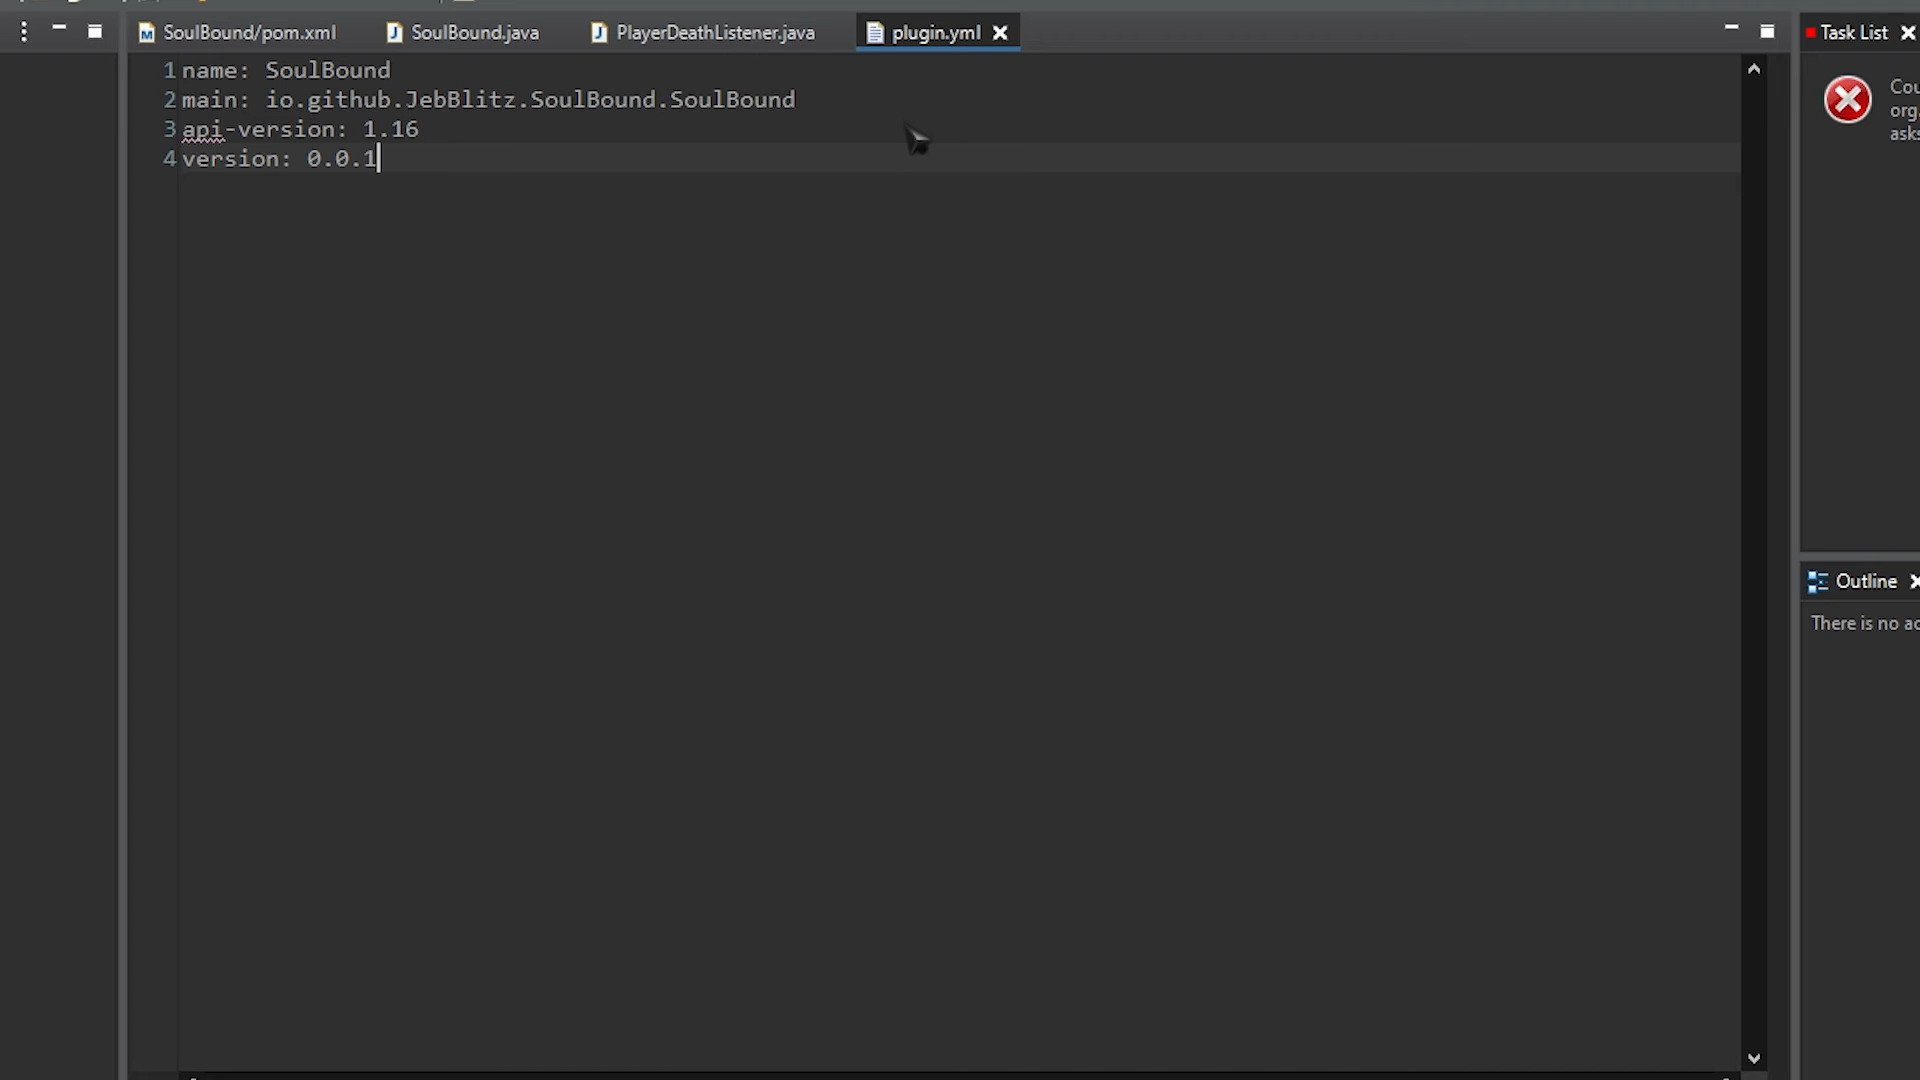 SoulBound/pom.xml
SoulBound.java
PlayerDeathListener.java
plugin.yml
Task List
1 name: SoulBound
2 main: io.github.JebBlitz.SoulBound.SoulBound
3 api-version: 1.16
4 version: 0.0.1
Cou
org.
asks
Outline
There is no ac